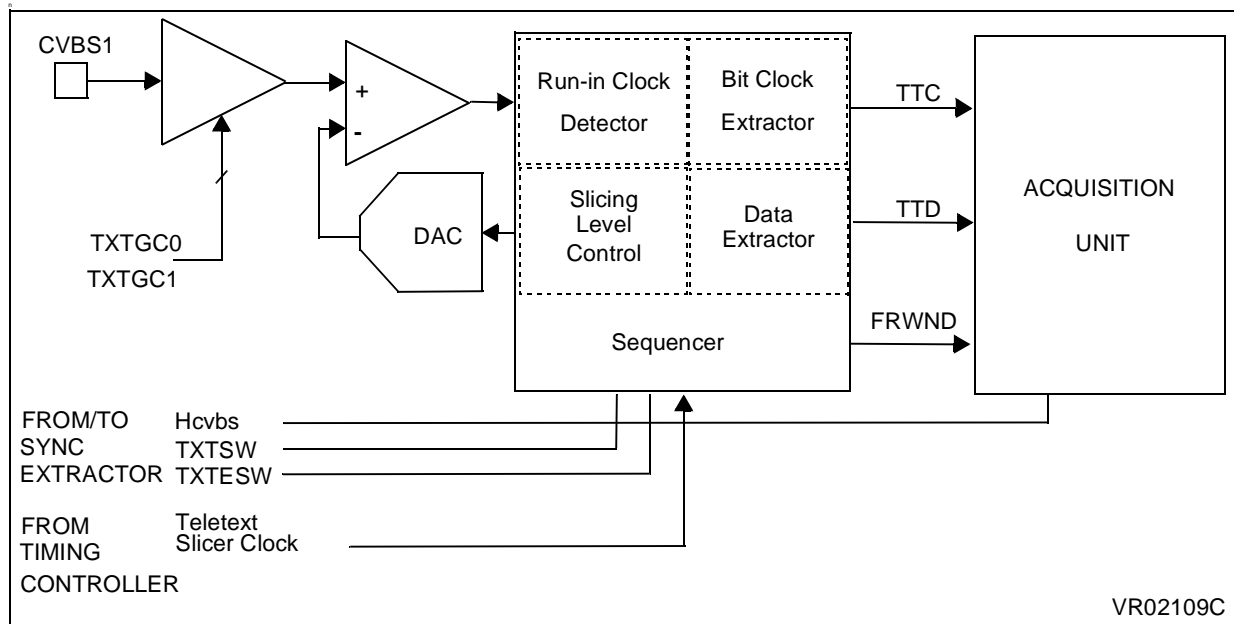 CVBS1
+
-
TXTGC0
TXTGC1
DAC
Run-in Clock
Detector
Bit Clock
Extractor
Slicing
Level
Control
Data
Extractor
Sequencer
TTC
TTD
FRWND
ACQUISITION
UNIT
FROM/TO
SYNC
EXTRACTOR
Hcvbs
TXTSW
TXTESW
FROM
TIMING
CONTROLLER
Teletext
Slicer Clock
VR02109C